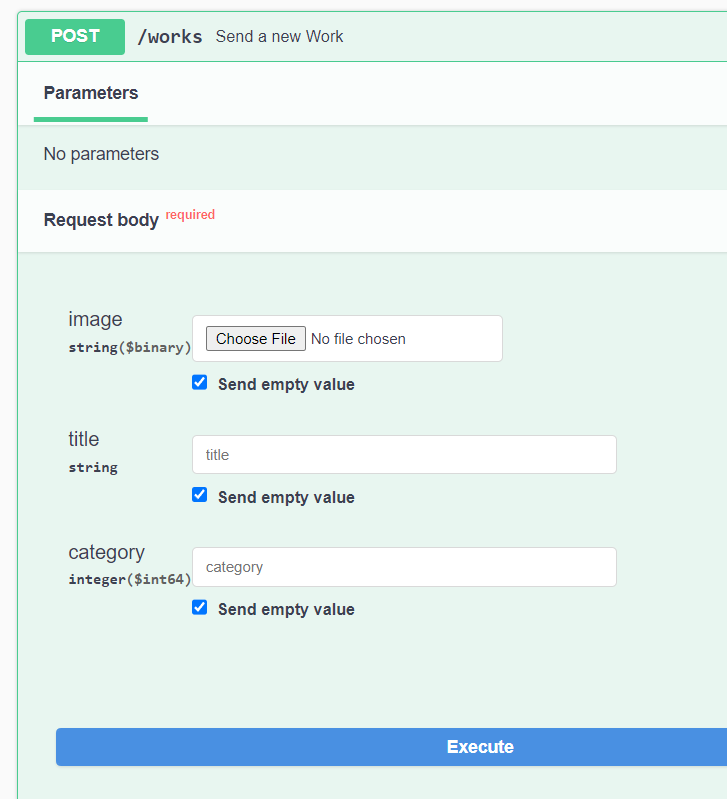 POST /works Send a new Work
Parameters
No parameters
Request body required
image
string($binary)
Choose File No file chosen
Send empty value
title
string
title
Send empty value
category
integer($int64)
category
Send empty value
Execute